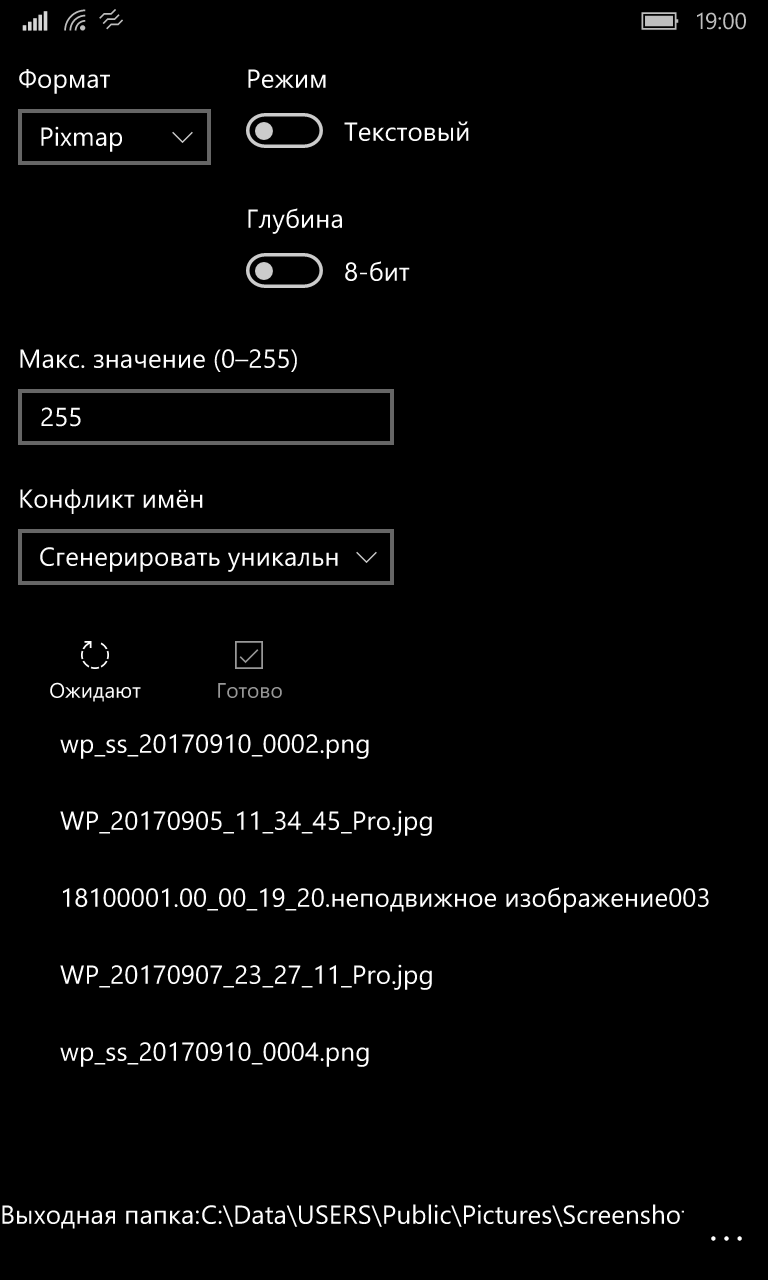 19:00
Формат
Режим
Pixmap
Текстовый
Глубина
8-бит
Макс. значение (0–255)
255
Конфликт имён
Сгенерировать уникальн
Ожидают
Готово
wp_ss_20170910_0002.png
WP_20170905_11_34_45_Pro.jpg
18100001.00_00_19_20.неподвижное изображение003
WP_20170907_23_27_11_Pro.jpg
wp_ss_20170910_0004.png
Выходная папка:C:\Data\USERS\Public\Pictures\Screensho
...